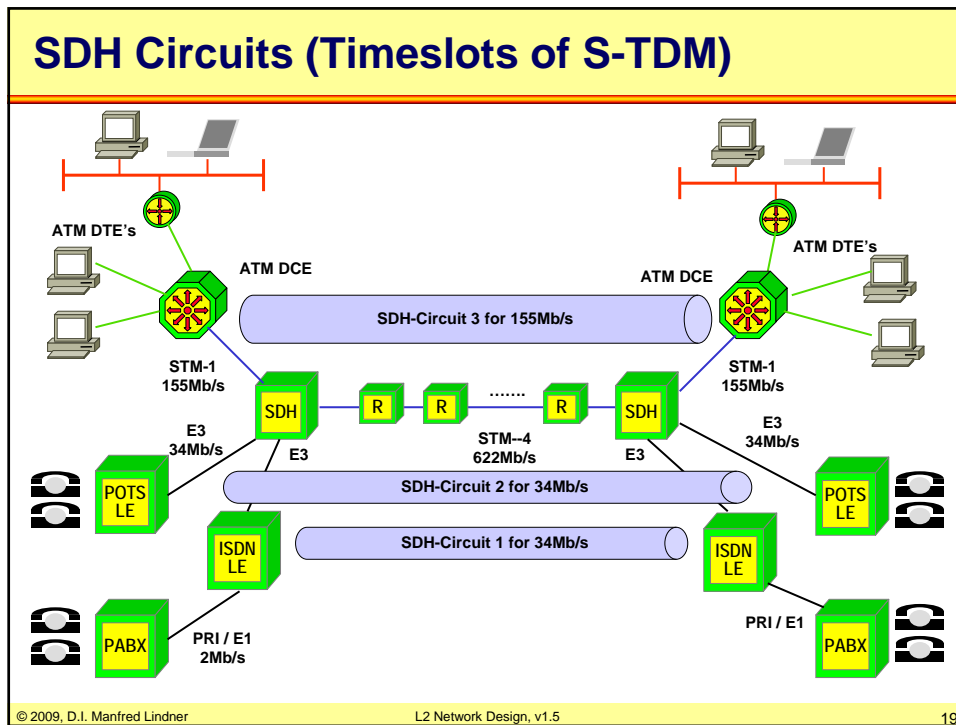 SDH Circuits (Timeslots of S-TDM)
ATM DTE's
ATM DTE's
ATM DCE
ATM DCE
SDH-Circuit 3 for 155Mb/s
STM-1
155Mb/s
STM-1
155Mb/s
SDH
R
R
.......
R
SDH
E3
34Mb/s
E3
STM--4
622Mb/s
E3
E3
34Mb/s
POTS
LE
SDH-Circuit 2 for 34Mb/s
POTS
LE
ISDN
LE
SDH-Circuit 1 for 34Mb/s
ISDN
LE
PABX
PRI / E1
2Mb/s
PRI / E1
PABX
© 2009, D.I. Manfred Lindner
L2 Network Design, v1.5
19